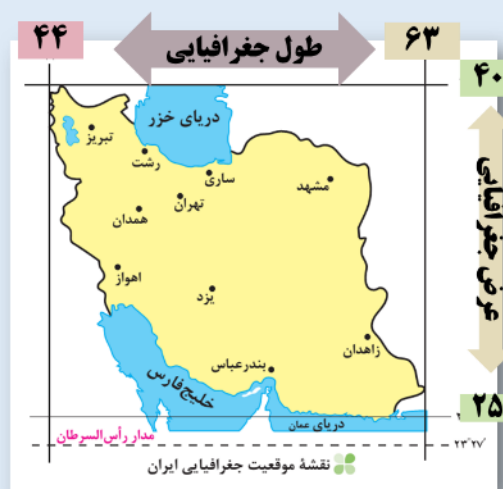 ۴۴
طول جغرافیایی
۶۳
۴۰
دریای خزر
تبریز
رشت
ساری
مشهد
تهران
همدان
عرض جغرافیایی
اهواز
یزد
زاهدان
بندرعباس
خلیج فارس
۲۵
دریای عمان
مدار رأس‌السرطان
۲۳°۲۷′
نقشهٔ موقعیت جغرافیایی ایران